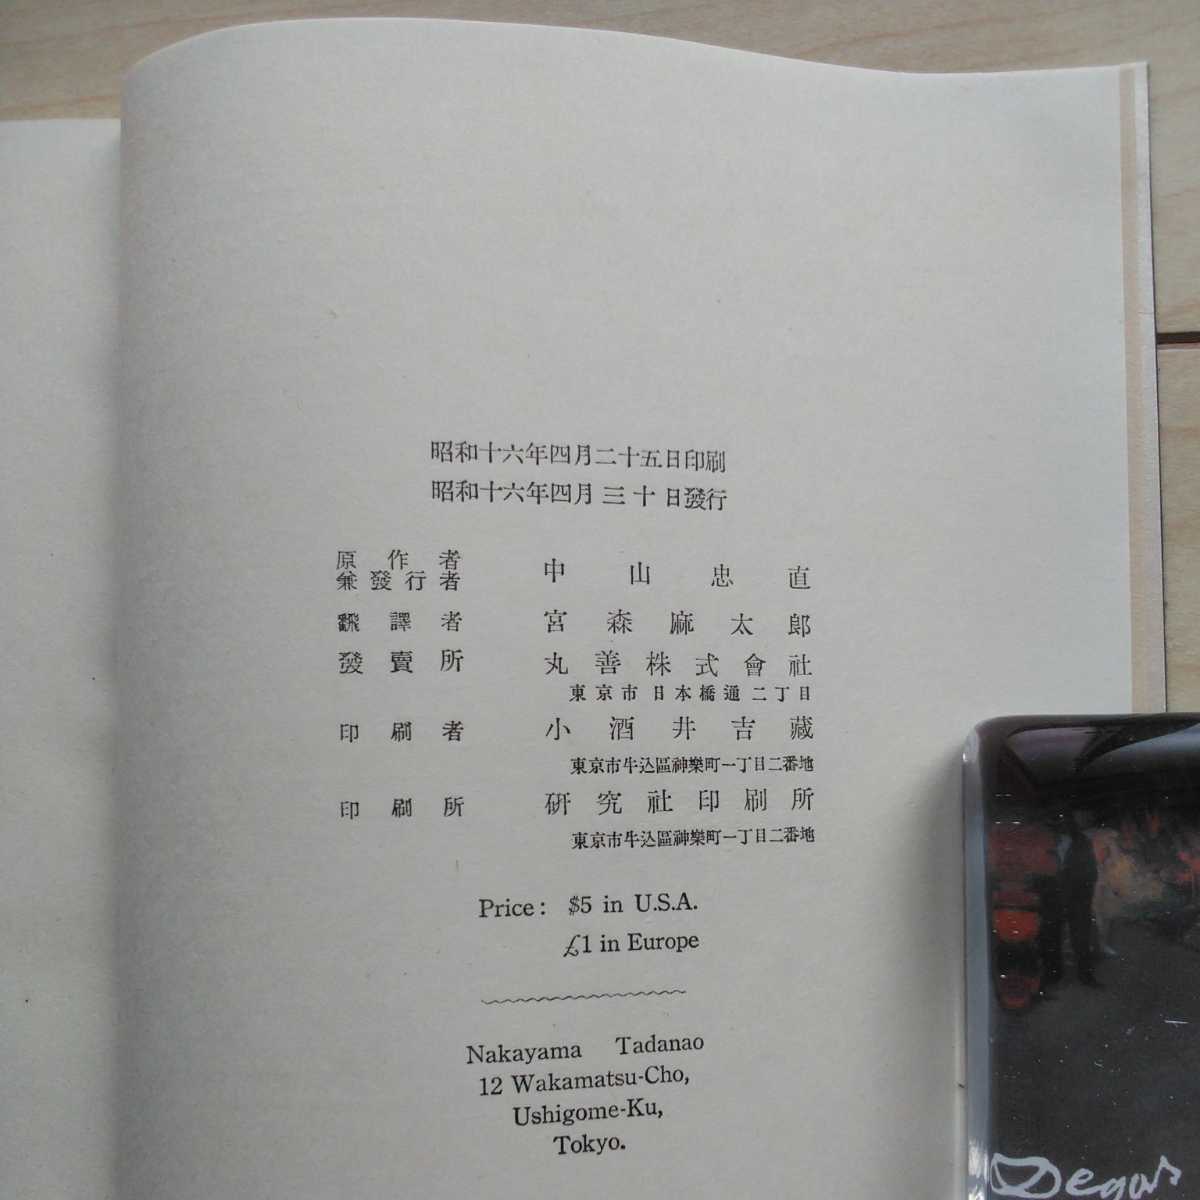 昭和十六年四月二十五日印刷
昭和十六年四月三十日發行
原作者
兼發行者 中山忠直
飜譯者 宮森麻太郎
發賣所 丸善株式會社
東京市日本橋通二丁目
印刷者 小酒井吉藏
東京市牛込區神樂町一丁目二番地
印刷所 研究社印刷所
東京市牛込區神樂町一丁目二番地
Price: $5 in U.S.A.
£1 in Europe
Nakayama Tadanao
12 Wakamatsu-Cho,
Ushigome-Ku,
Tokyo.
Degas